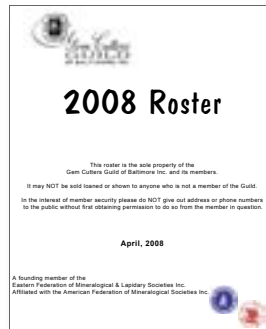 Gem Cutters
GUILD
2008 Roster
This roster is the sole property of the
Gem Cutters Guild of Baltimore Inc. and its members.
It may NOT be sold loaned or shown to anyone who is not a member of the Guild.
In the interest of member security please do NOT give out address or phone numbers
to the public without first obtaining permission to do so from the member in question.
April, 2008
A founding member of the
Eastern Federation of Mineralogical & Lapidary Societies Inc.
Affiliated with the American Federation of Mineralogical Societies Inc.